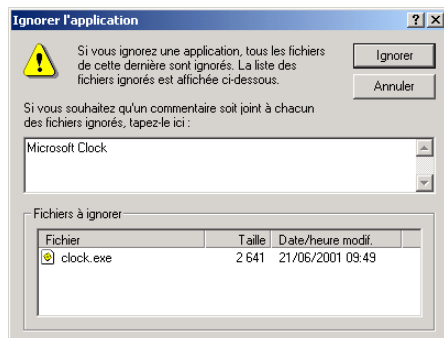 Ignorer l'application
Si vous ignorez une application, tous les fichiers
de cette dernière sont ignorés. La liste des
fichiers ignorés est affichée ci-dessous.
Ignorer
Annuler
Si vous souhaitez qu'un commentaire soit joint à chacun
des fichiers ignorés, tapez-le ici :
Microsoft Clock
Fichiers à ignorer
Fichier Taille Date/heure modif.
clock.exe 2 641 21/06/2001 09:49